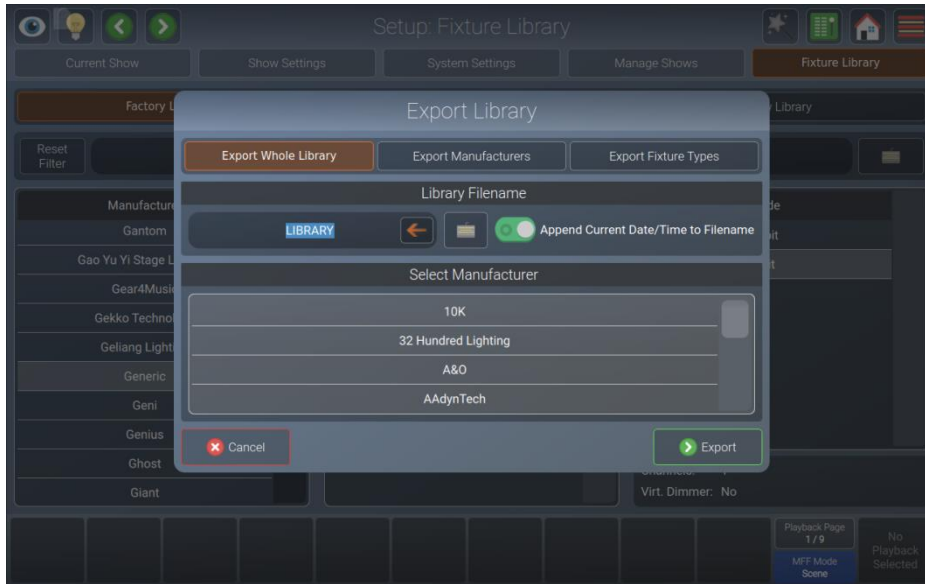 Setup: Fixture Library
Current Show
Show Settings
System Settings
Manage Shows
Fixture Library
Factory L
Library
Reset
Filter
Export Library
Export Whole Library
Export Manufacturers
Export Fixture Types
Library Filename
LIBRARY
Append Current Date/Time to Filename
Select Manufacturer
10K
32 Hundred Lighting
A&O
AAdynTech
Cancel
Export
Manufacture
Gantom
Gao Yu Yi Stage L
Gear4Music
Gekko Technol
Geliang Lighti
Generic
Geni
Genius
Ghost
Giant
de
it
t
Virt. Dimmer: No
Playback Page
1 / 9
MFF Mode
Scene
No
Playback
Selected